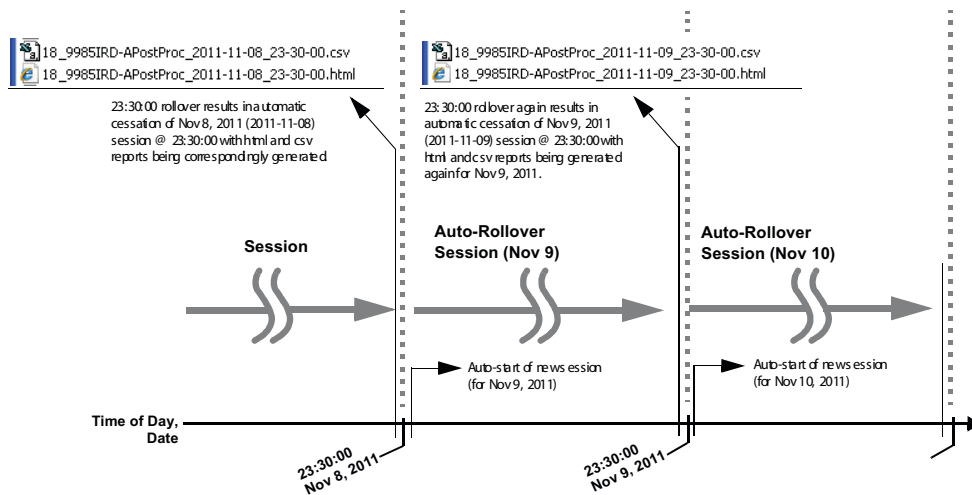 18_9985IRD-APostProc_2011-11-08_23-30-00.csv
18_9985IRD-APostProc_2011-11-08_23-30-00.html
23:30:00 rollover results in automatic
cessation of Nov 8, 2011 (2011-11-08)
session @ 23:30:00 with html and csv
reports being correspondingly generated.
18_9985IRD-APostProc_2011-11-09_23-30-00.csv
18_9985IRD-APostProc_2011-11-09_23-30-00.html
23:30:00 rollover again results in
automatic cessation of Nov 9, 2011
(2011-11-09) session @ 23:30:00 with
html and csv reports being generated
again for Nov 9, 2011.
Session
Auto-Rollover
Session (Nov 9)
Auto-Rollover
Session (Nov 10)
Auto-start of new session
(for Nov 9, 2011)
Auto-start of new session
(for Nov 10, 2011)
Time of Day,
Date
23:30:00
Nov 8, 2011
23:30:00
Nov 9, 2011